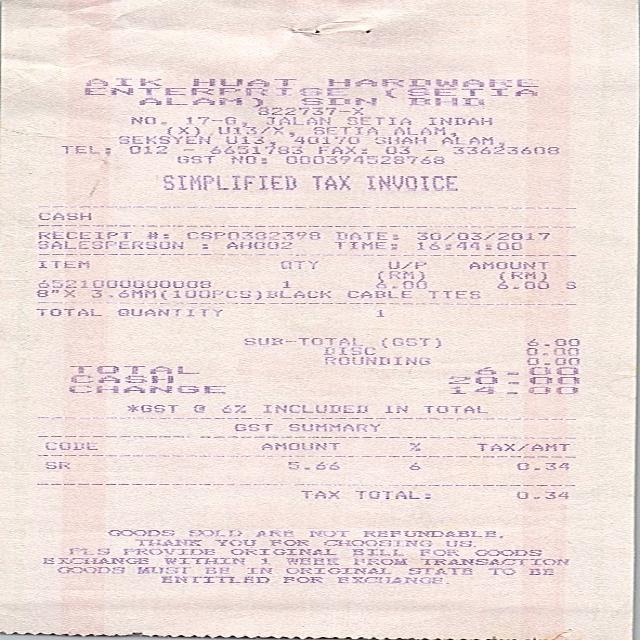 AIK HUAT HARDWARE
ENTERPRISE (SETIA
ALAM) SDN BHD
822737-X
NO. 17-G, JALAN SETIA INDAH
(X) U13/X, SETIA ALAM,
SEKSYEN U13, 40170 SHAH ALAM,
TEL: 012 - 6651783 FAX: 03 - 33623608
GST NO: 000394528768
SIMPLIFIED TAX INVOICE
CASH
RECEIPT #: CSP0382398 DATE: 30/03/2017
SALESPERSON : AH002 TIME: 16:44:00
ITEM QTY U/P AMOUNT
(RM) (RM)
6521000000008 1 6.00 6.00 S
8"X 3.6MM(100PCS)BLACK CABLE TTES
TOTAL QUANTITY 1
SUB-TOTAL (GST) 6.00
DISC 0.00
ROUNDING 0.00
TOTAL 6.00
CASH 20.00
CHANGE 14.00
*GST @ 6% INCLUDED IN TOTAL
GST SUMMARY
CODE AMOUNT % TAX/AMT
SR 5.66 6 0.34
TAX TOTAL: 0.34
GOODS SOLD ARE NOT REFUNDABLE,
THANK YOU FOR CHOOSING US.
PLS PROVIDE ORIGINAL BILL FOR GOODS
EXCHANGE WITHIN 1 WEEK FROM TRANSACTION
GOODS MUST BE IN ORIGINAL STATE TO BE
ENTITLED FOR EXCHANGE.